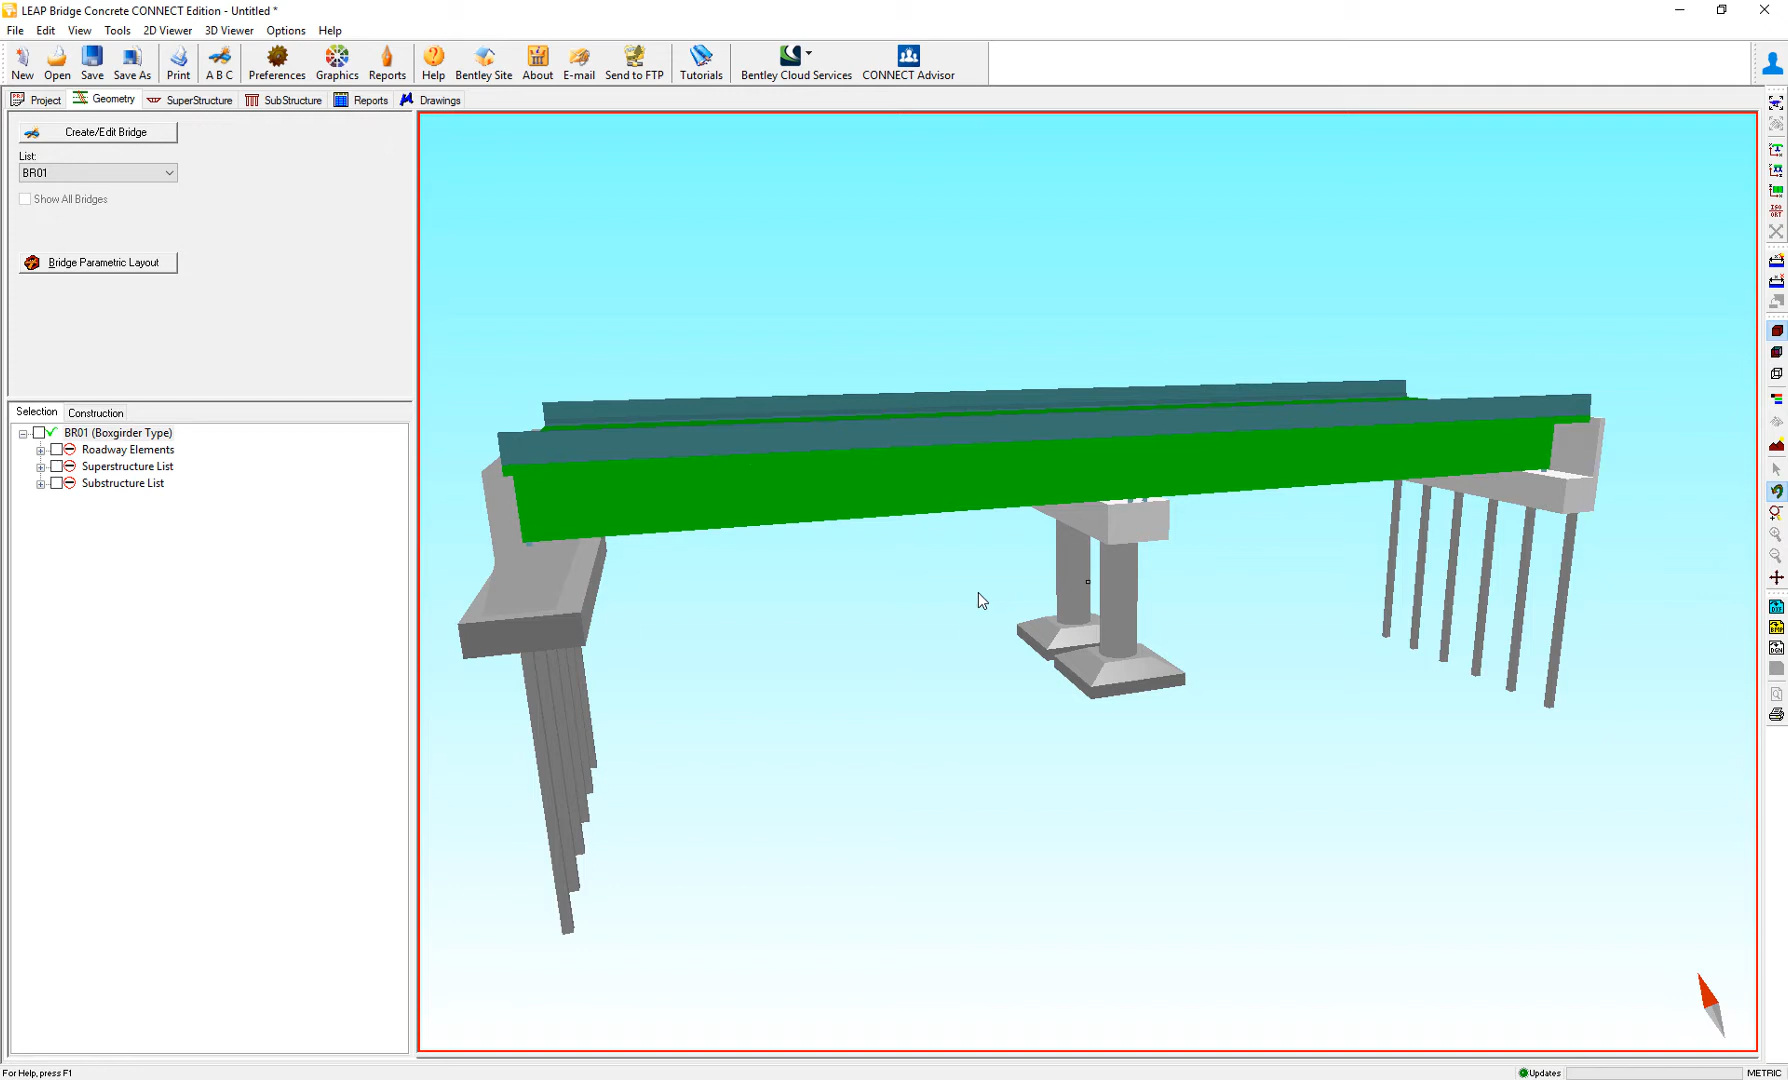 LEAP Bridge Concrete CONNECT Edition - Untitled *
File Edit View Tools 2D Viewer 3D Viewer Options Help
New Open Save Save As Print A B C Preferences Graphics Reports Help Bentley Site About E-mail Send to FTP Tutorials Bentley Cloud Services CONNECT Advisor
Project Geometry SuperStructure SubStructure Reports Drawings
Create/Edit Bridge
List:
BR01
Show All Bridges
Bridge Parametric Layout
Selection Construction
BR01 (Boxgirder Type)
Roadway Elements
Superstructure List
Substructure List
For Help, press F1
Updates
METRIC